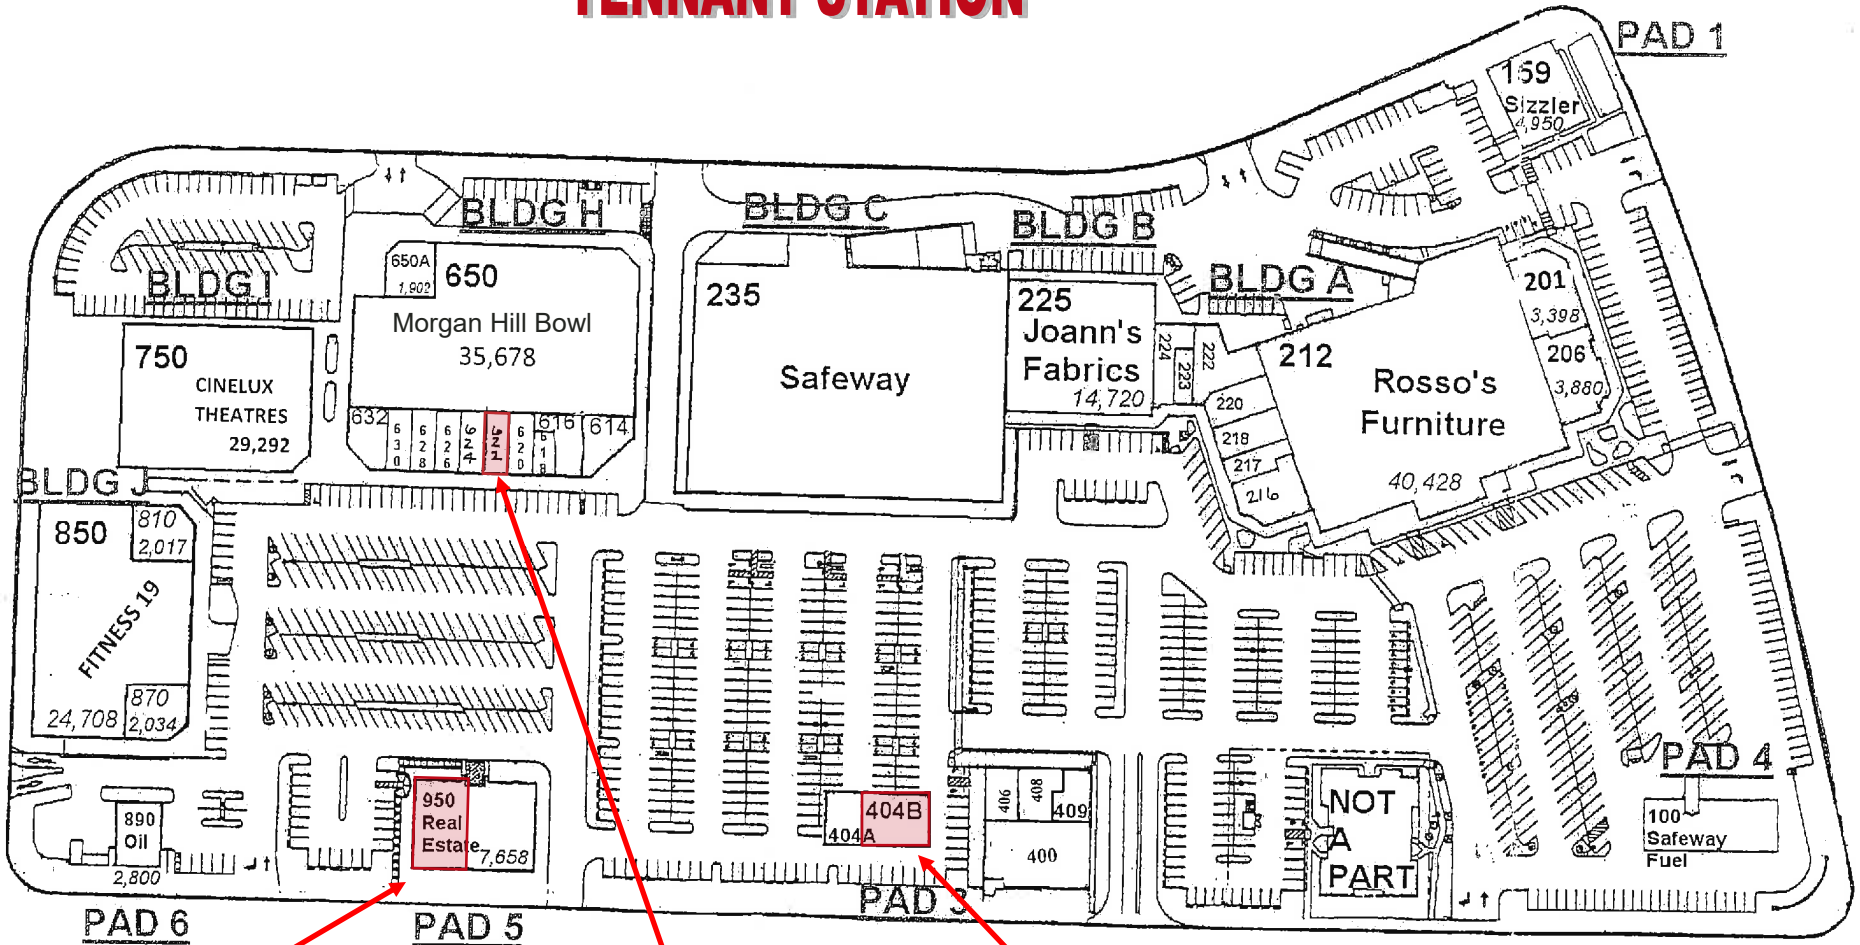 TENNANT STATION
PAD 1
159
Sizzler
4,950
BLDG H
BLDG C
BLDG B
BLDG A
BLDG I
650A
1,902
650
Morgan Hill Bowl
35,678
235
Safeway
225
Joann's
Fabrics
14,720
224
223
222
220
218
217
216
212
Rosso's
Furniture
40,428
201
3,398
206
3,880
750
CINELUX
THEATRES
29,292
632
630
628
626
624
622
620
618
616
614
BLDG J
850
810
2,017
FITNESS 19
870
2,034
24,708
890
Oil
2,800
950
Real
Estate
7,658
404A
404B
406
408
409
400
NOT
A
PART
PAD 4
100
Safeway
Fuel
PAD 6
PAD 5
PAD 3